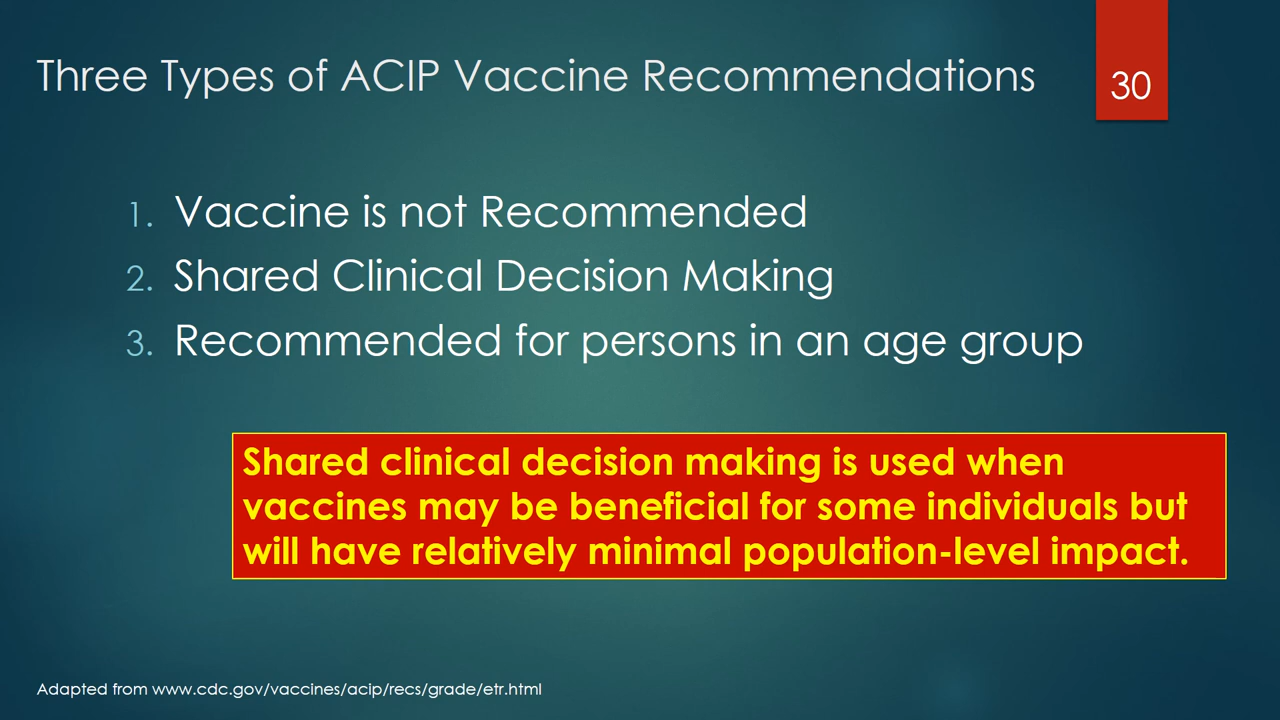 Three Types of ACIP Vaccine Recommendations
30
1. Vaccine is not Recommended
2. Shared Clinical Decision Making
3. Recommended for persons in an age group
Shared clinical decision making is used when
vaccines may be beneficial for some individuals but
will have relatively minimal population-level impact.
Adapted from www.cdc.gov/vaccines/acip/recs/grade/etr.html